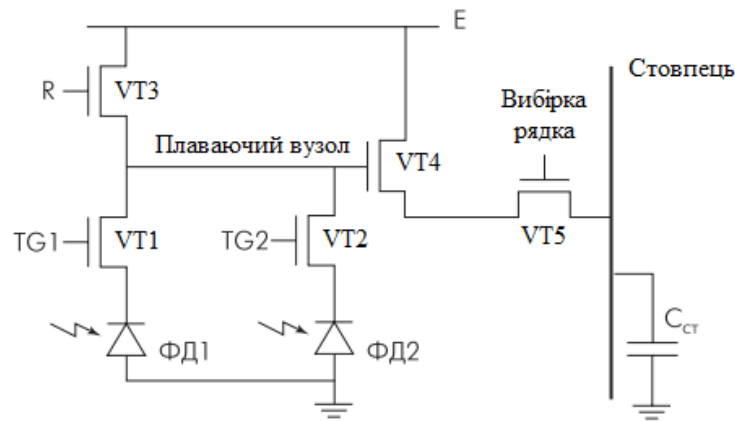 E
Стовпець
R
VT3
Вибірка
рядка
Плаваючий вузол
VT4
TG1
VT1
TG2
VT2
VT5
ФД1
ФД2
Cст